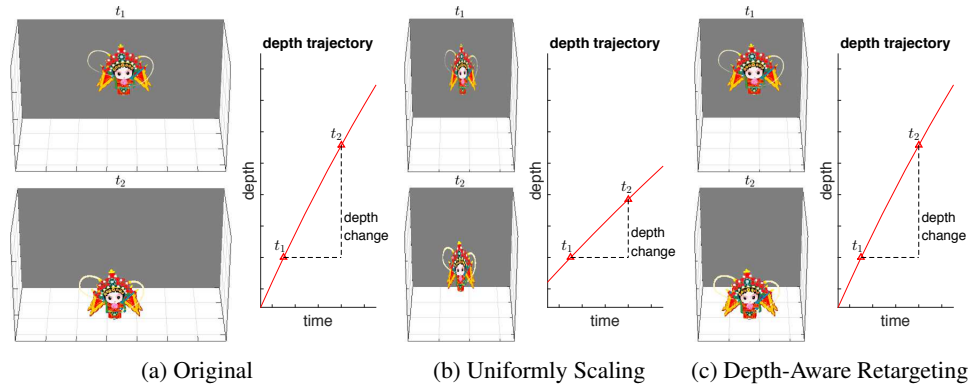 t₁
t₂
depth trajectory
depth
t₂
t₁
depth
change
time
(a) Original
t₁
t₂
depth trajectory
depth
t₂
t₁
depth
change
time
(b) Uniformly Scaling
t₁
t₂
depth trajectory
depth
t₂
t₁
depth
change
time
(c) Depth-Aware Retargeting